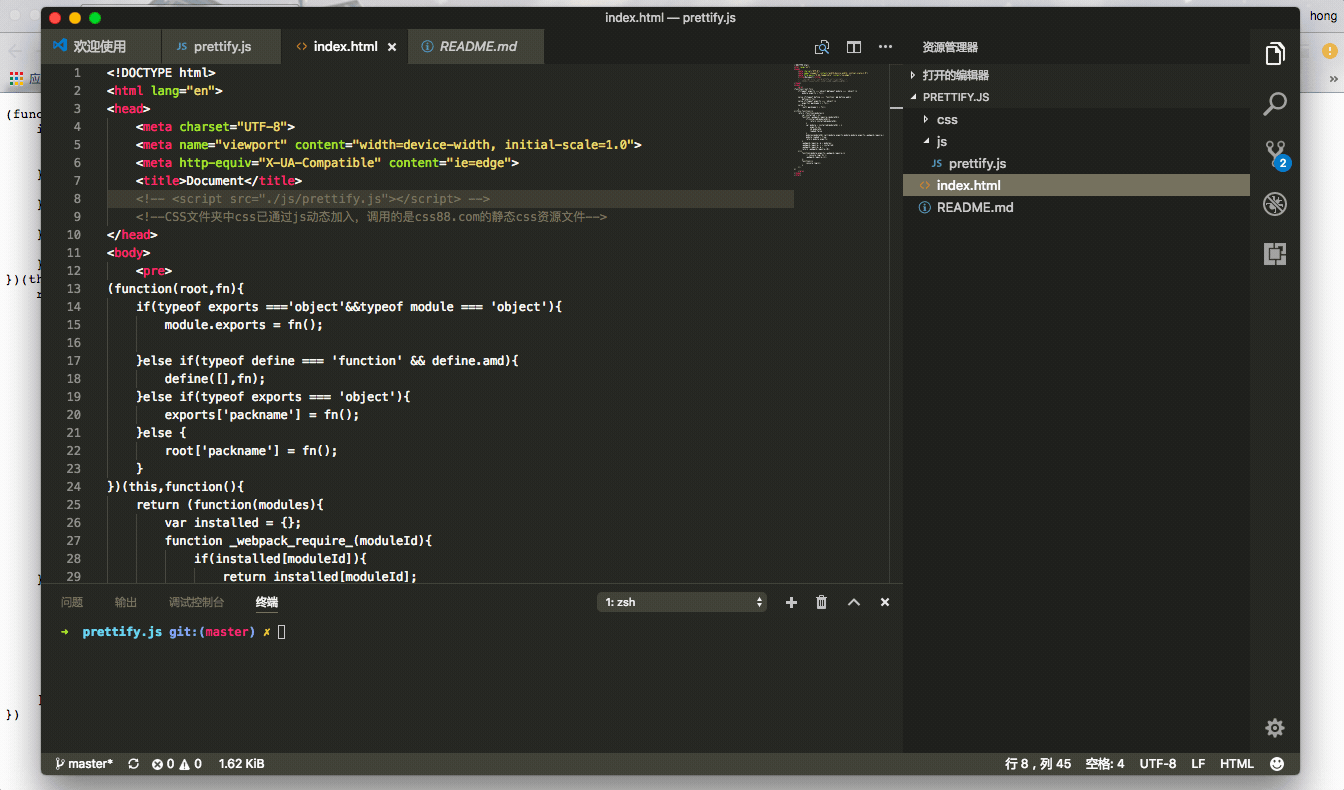 index.html — prettify.js
hong
欢迎使用
JS prettify.js
<> index.html ×
README.md
资源管理器
应
»
打开的编辑器
PRETTIFY.JS
css
js
JS prettify.js
<> index.html
README.md
2
1 <!DOCTYPE html>
2 <html lang="en">
3 <head>
4 <meta charset="UTF-8">
5 <meta name="viewport" content="width=device-width, initial-scale=1.0">
6 <meta http-equiv="X-UA-Compatible" content="ie=edge">
7 <title>Document</title>
8 <!-- <script src="./js/prettify.js"></script> -->
9 <!--CSS文件夹中css已通过js动态加入，调用的是css88.com的静态css资源文件-->
10 </head>
11 <body>
12 <pre>
13 (function(root,fn){
14 if(typeof exports ==='object'&&typeof module === 'object'){
15 module.exports = fn();
16
17 }else if(typeof define === 'function' && define.amd){
18 define([],fn);
19 }else if(typeof exports === 'object'){
20 exports['packname'] = fn();
21 }else {
22 root['packname'] = fn();
23 }
24 })(this,function(){
25 return (function(modules){
26 var installed = {};
27 function _webpack_require_(moduleId){
28 if(installed[moduleId]){
29 return installed[moduleId];
(func
}
}
}
}
})(th
}
})
问题 输出 调试控制台 终端
1: zsh
➜ prettify.js git:(master) ✗
master* 0 0 1.62 KiB
行 8，列 45 空格: 4 UTF-8 LF HTML